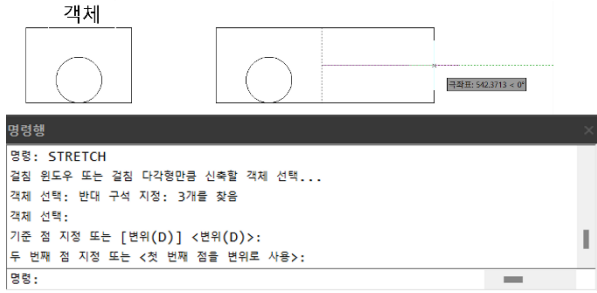 객체
극좌표: 542.3713 < 0°
명령행
명령: STRETCH
걸침 윈도우 또는 걸침 다각형만큼 신축할 객체 선택...
객체 선택: 반대 구석 지정: 3개를 찾음
객체 선택:
기준 점 지정 또는 [변위(D)] <변위(D)>:
두 번째 점 지정 또는 <첫 번째 점을 변위로 사용>:
명령: